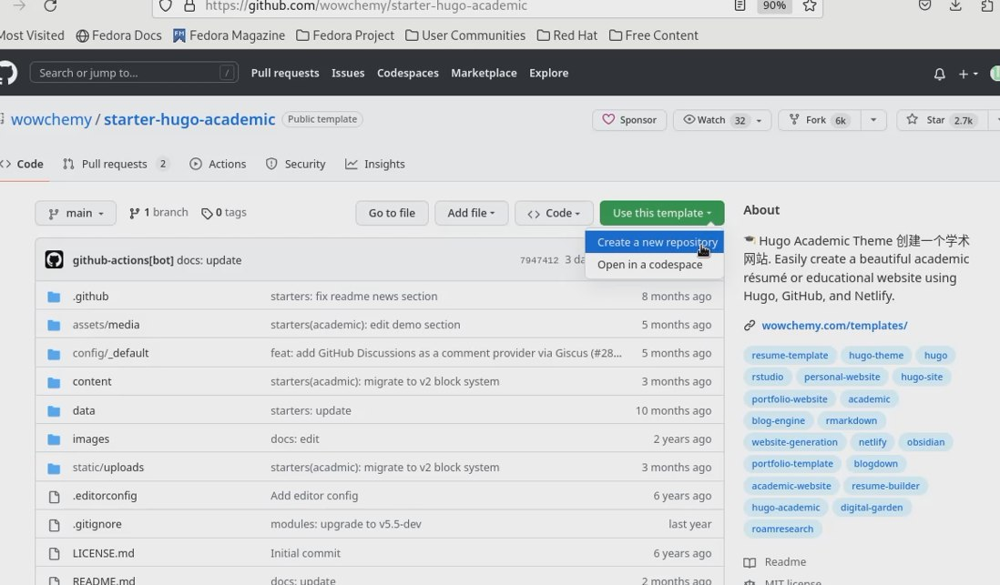 https://github.com/wowchemy/starter-hugo-academic
90%
Most Visited Fedora Docs Fedora Magazine Fedora Project User Communities Red Hat Free Content
Search or jump to... / Pull requests Issues Codespaces Marketplace Explore
wowchemy / starter-hugo-academic Public template
Sponsor Watch 32 Fork 6k Star 2.7k
Code Pull requests 2 Actions Security Insights
main 1 branch 0 tags Go to file Add file Code Use this template
Create a new repository
Open in a codespace
github-actions[bot] docs: update 7947412
.github starters: fix readme news section 8 months ago
assets/media starters(academic): edit demo section 5 months ago
config/_default feat: add GitHub Discussions as a comment provider via Giscus (#28... 5 months ago
content starters(acadmic): migrate to v2 block system 3 months ago
data starters: update 10 months ago
images docs: edit 2 years ago
static/uploads starters(acadmic): migrate to v2 block system 3 months ago
.editorconfig Add editor config 6 years ago
.gitignore modules: upgrade to v5.5-dev last year
LICENSE.md Initial commit 6 years ago
README.md docs: update 2 months ago
About
Hugo Academic Theme 创建一个学术
网站. Easily create a beautiful academic
résumé or educational website using
Hugo, GitHub, and Netlify.
wowchemy.com/templates/
resume-template hugo-theme hugo
rstudio personal-website hugo-site
portfolio-website academic
blog-engine rmarkdown
website-generation netlify obsidian
portfolio-template blogdown
academic-website resume-builder
hugo-academic digital-garden
roamresearch
Readme
MIT license